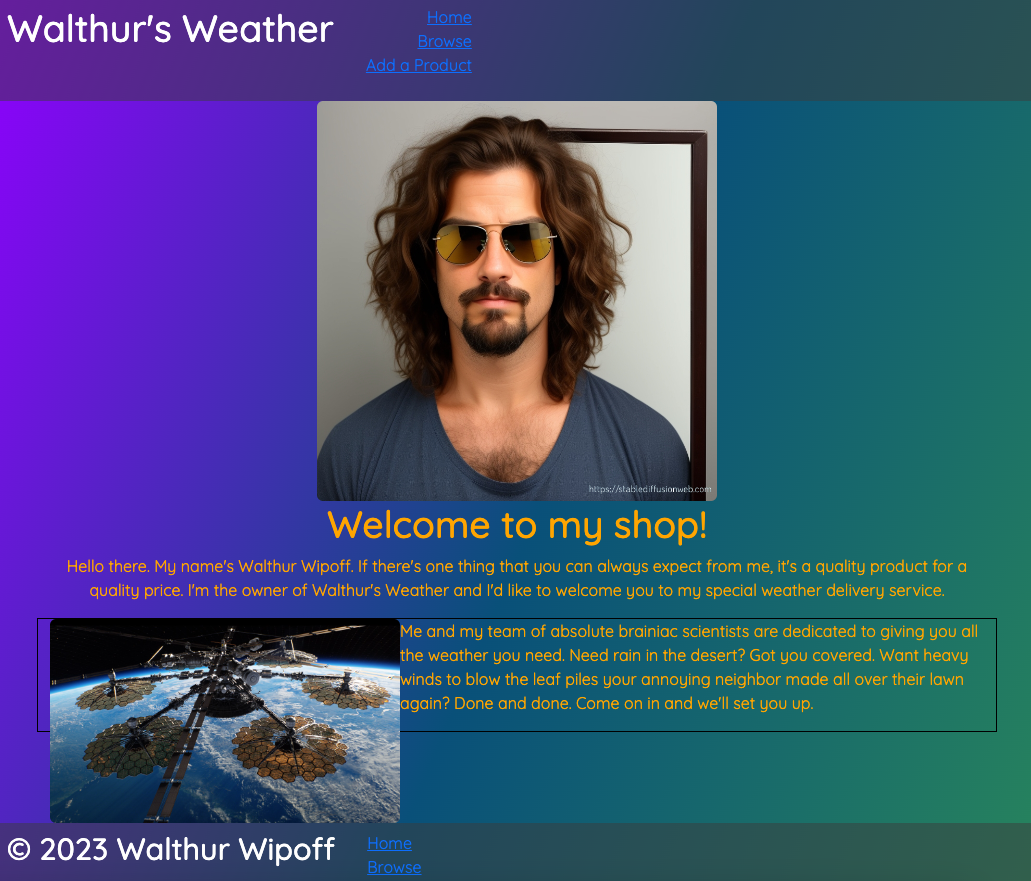 Walthur's Weather
Home
Browse
Add a Product
https://stablediffusionweb.com
Welcome to my shop!
Hello there. My name's Walthur Wipoff. If there's one thing that you can always expect from me, it's a quality product for a
quality price. I'm the owner of Walthur's Weather and I'd like to welcome you to my special weather delivery service.
Me and my team of absolute brainiac scientists are dedicated to giving you all
the weather you need. Need rain in the desert? Got you covered. Want heavy
winds to blow the leaf piles your annoying neighbor made all over their lawn
again? Done and done. Come on in and we'll set you up.
© 2023 Walthur Wipoff
Home
Browse